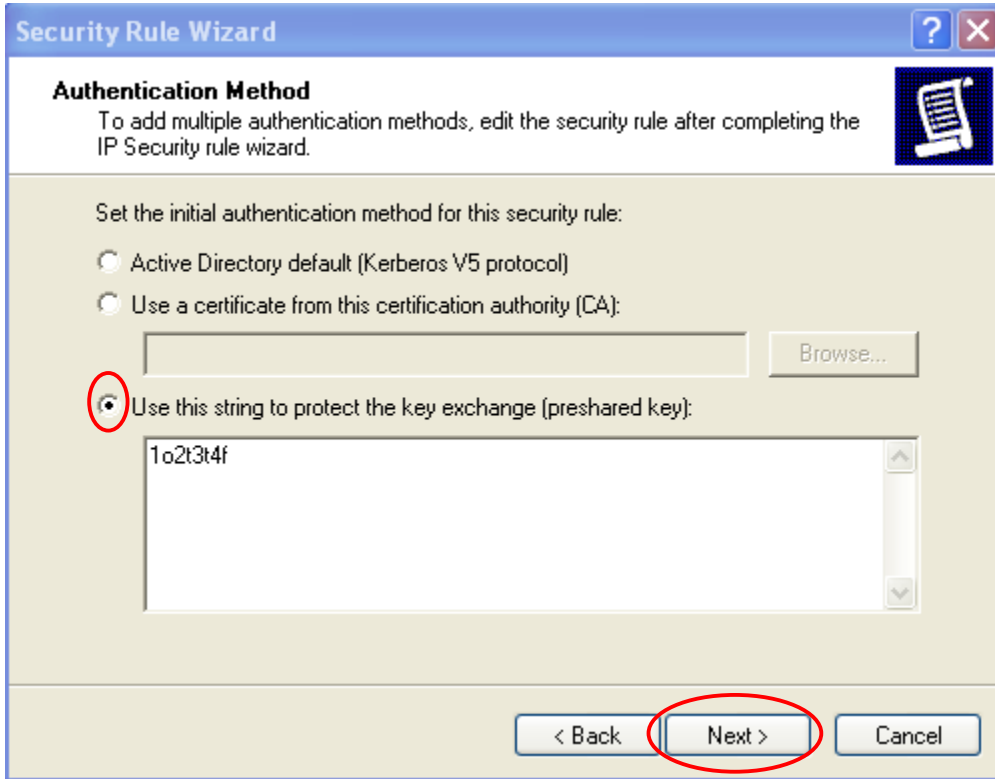 Security Rule Wizard
?
Authentication Method
To add multiple authentication methods, edit the security rule after completing the
IP Security rule wizard.
Set the initial authentication method for this security rule:
Active Directory default (Kerberos V5 protocol)
Use a certificate from this certification authority (CA):
Browse...
Use this string to protect the key exchange (preshared key):
1o2t3t4f
< Back Next > Cancel